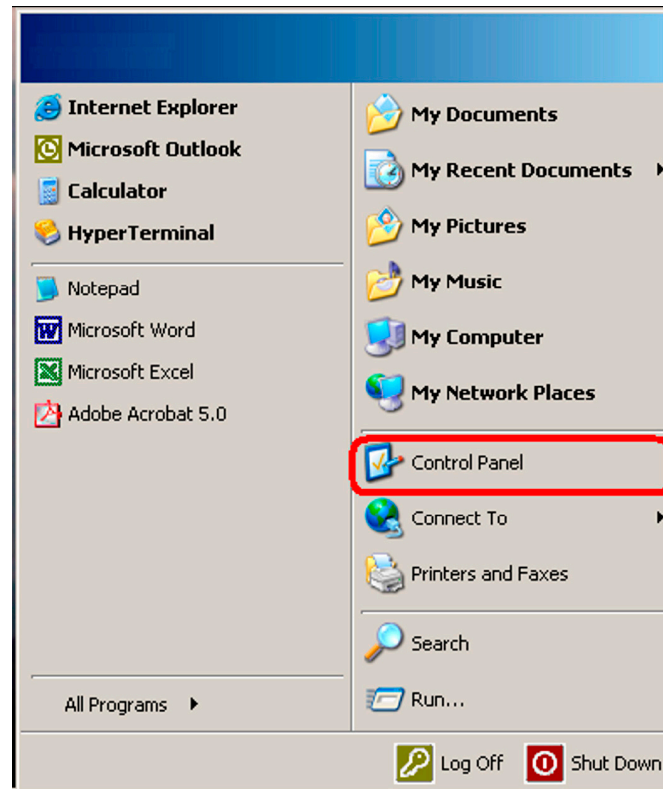 Internet Explorer
Microsoft Outlook
Calculator
HyperTerminal
Notepad
Microsoft Word
Microsoft Excel
Adobe Acrobat 5.0
All Programs
My Documents
My Recent Documents
My Pictures
My Music
My Computer
My Network Places
Control Panel
Connect To
Printers and Faxes
Search
Run...
Log Off
Shut Down